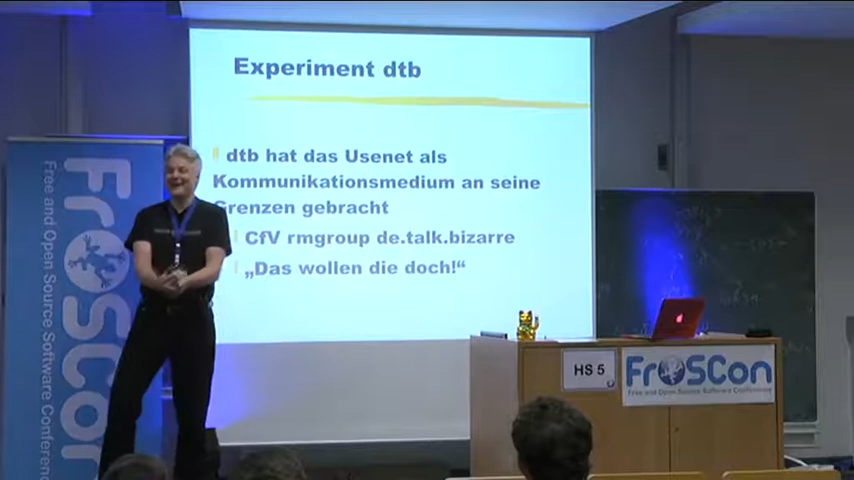 Experiment dtb
dtb hat das Usenet als
Kommunikationsmedium an seine
Grenzen gebracht
CfV rmgroup de.talk.bizarre
„Das wollen die doch!“
FrOSCon
Free and Open Source Software Conference
HS 5
FrOSCon
Free and Open Source Software Conference